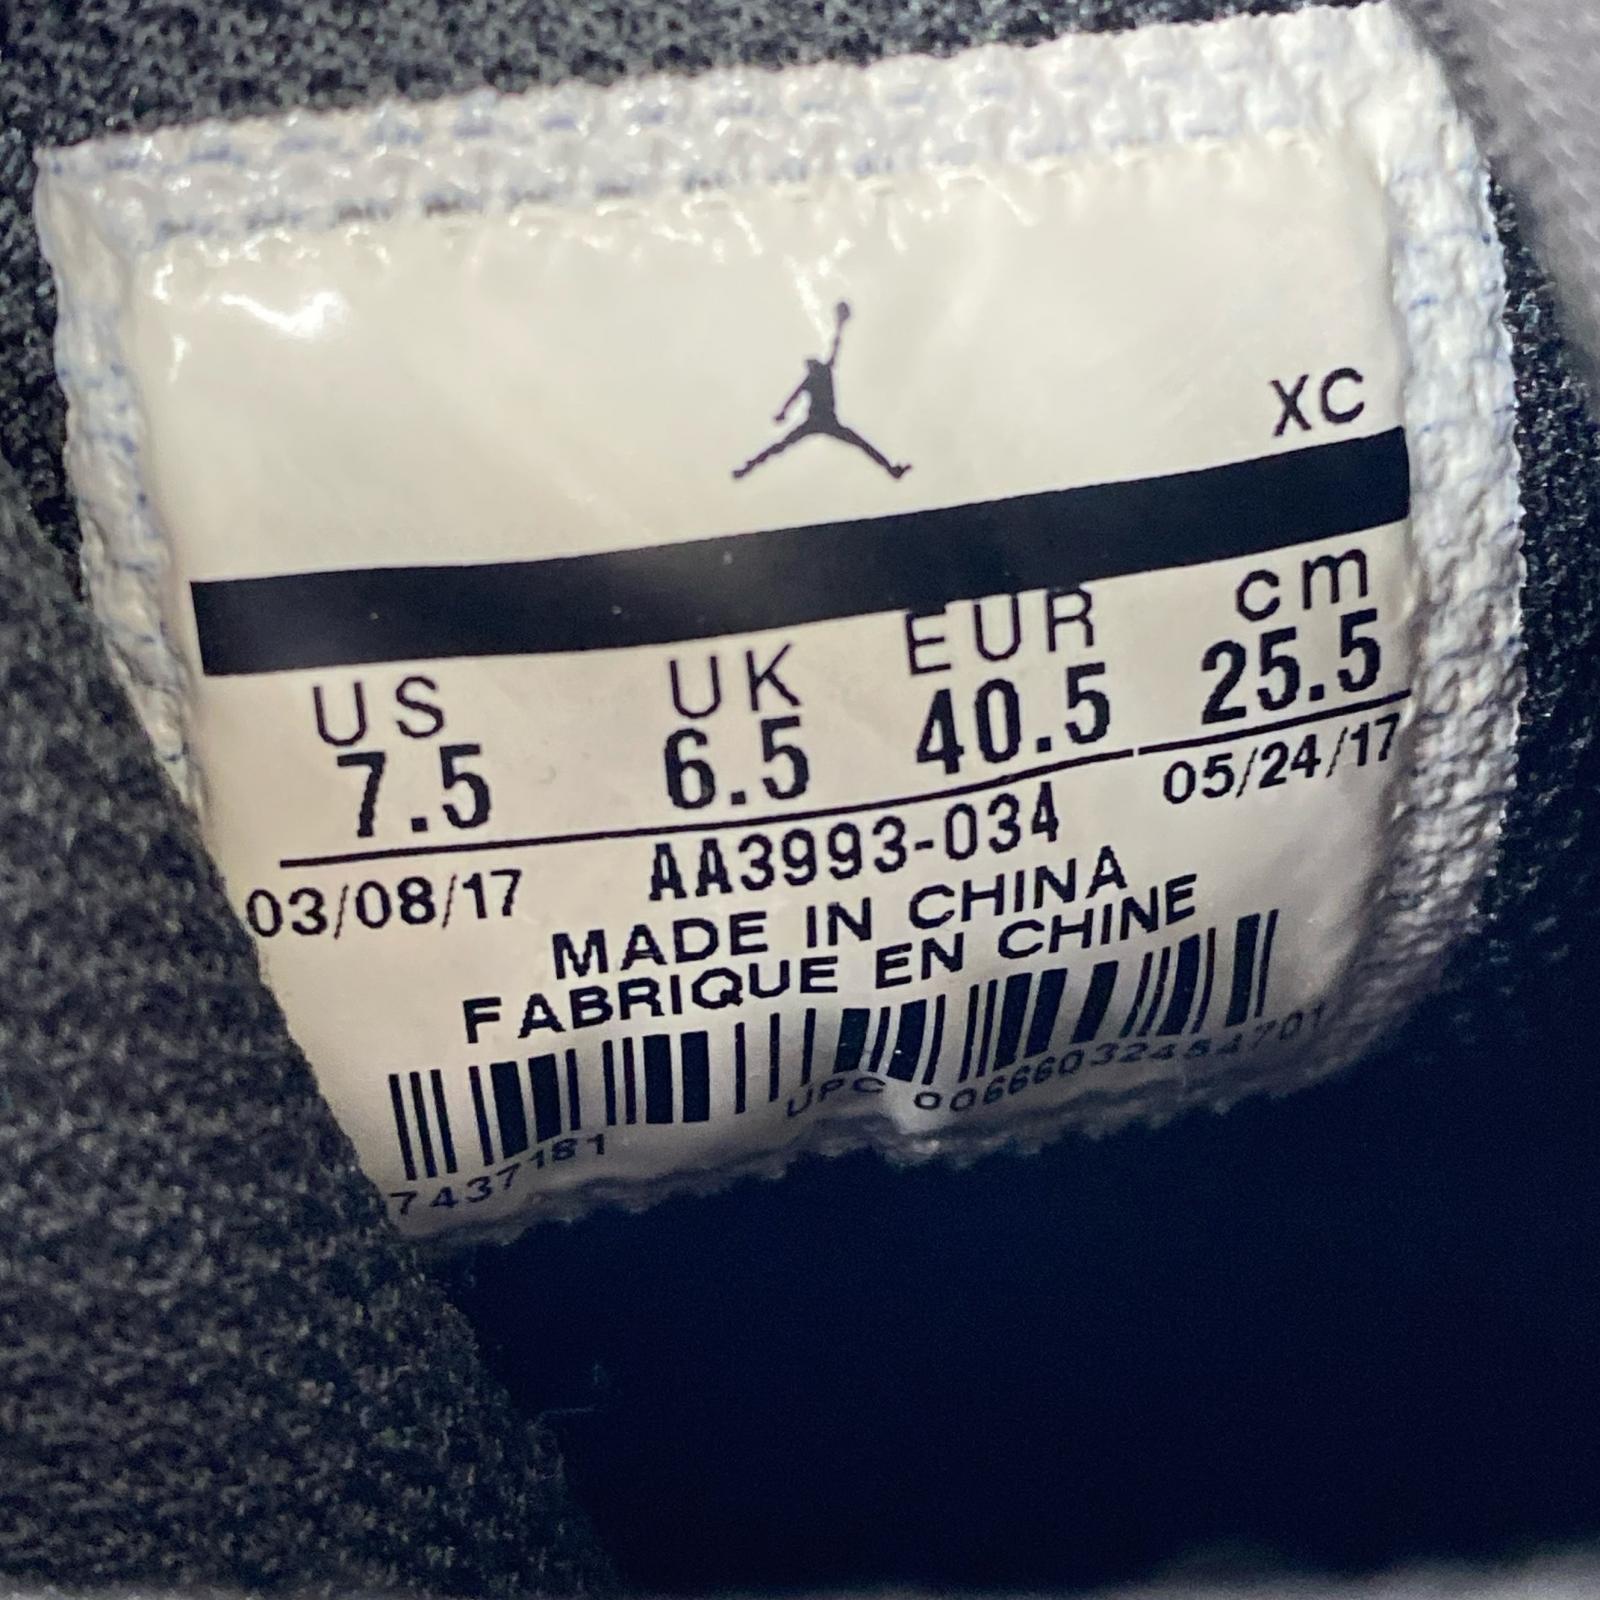 XC
US UK EUR cm
7.5 6.5 40.5 25.5
03/08/17 AA3993-034 05/24/17
MADE IN CHINA
FABRIQUE EN CHINE
7437181 UPC 00666032454701